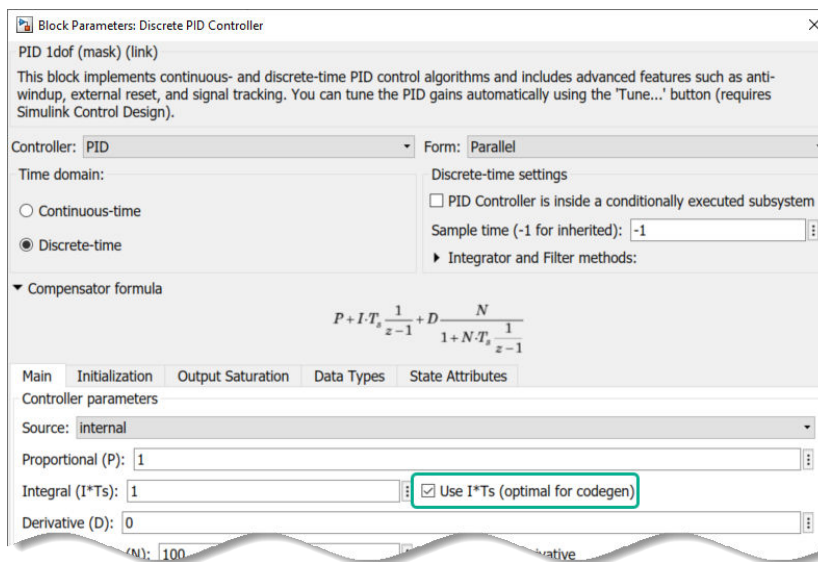 Block Parameters: Discrete PID Controller
PID 1dof (mask) (link)
This block implements continuous- and discrete-time PID control algorithms and includes advanced features such as anti-
windup, external reset, and signal tracking. You can tune the PID gains automatically using the 'Tune...' button (requires
Simulink Control Design).
Controller: PID Form: Parallel
Time domain:
Continuous-time
Discrete-time
Discrete-time settings
PID Controller is inside a conditionally executed subsystem
Sample time (-1 for inherited): -1
Integrator and Filter methods:
Compensator formula
P + I·T_s 1/(z−1) + D N/(1 + N·T_s 1/(z−1))
Main Initialization Output Saturation Data Types State Attributes
Controller parameters
Source: internal
Proportional (P): 1
Integral (I*Ts): 1 Use I*Ts (optimal for codegen)
Derivative (D): 0
(N): 100